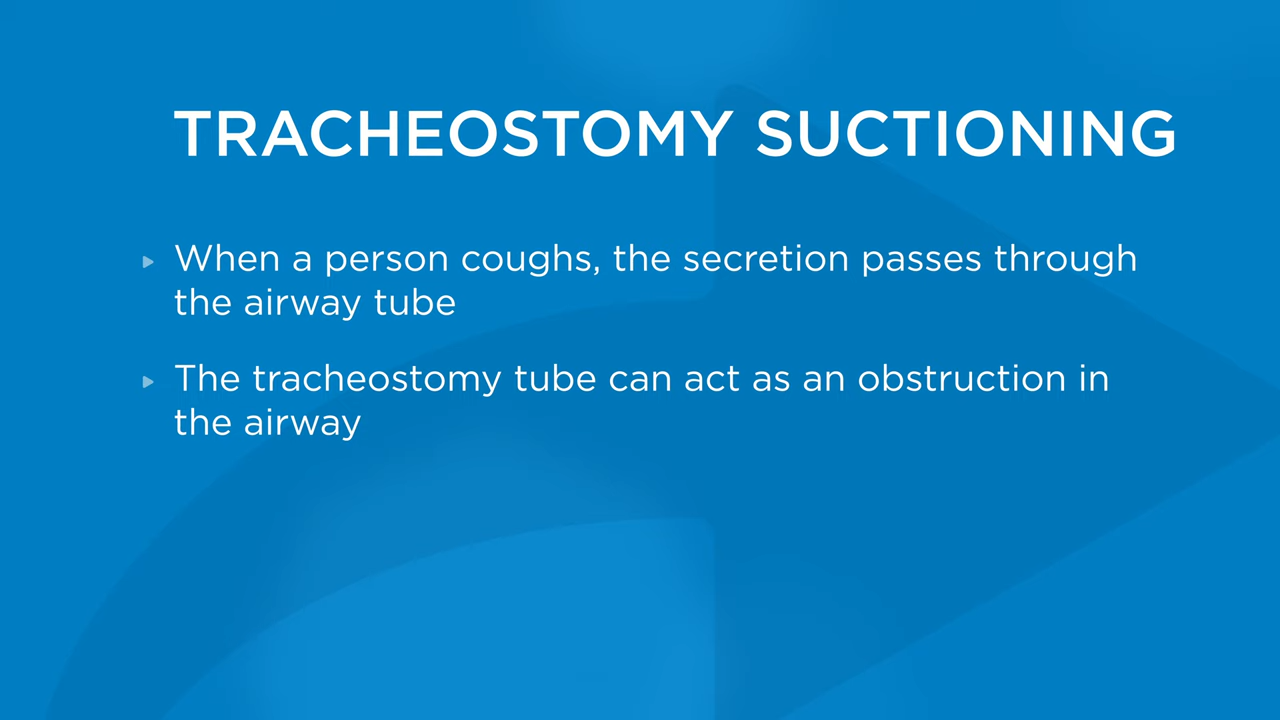 TRACHEOSTOMY SUCTIONING
When a person coughs, the secretion passes through
the airway tube
The tracheostomy tube can act as an obstruction in
the airway